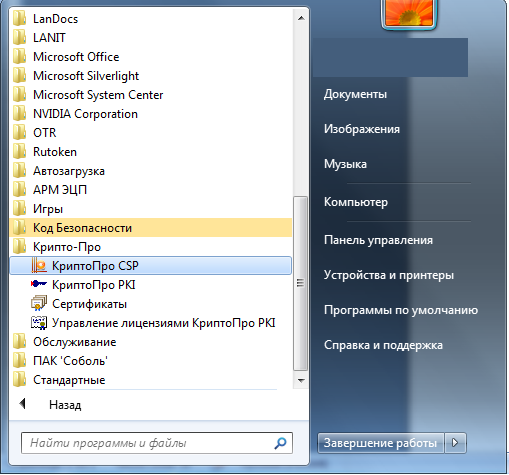 LanDocs
LANIT
Microsoft Office
Microsoft Silverlight
Microsoft System Center
NVIDIA Corporation
OTR
Rutoken
Автозагрузка
АРМ ЭЦП
Игры
Код Безопасности
Крипто-Про
КриптоПро CSP
КриптоПро PKI
Сертификаты
Управление лицензиями КриптоПро PKI
Обслуживание
ПАК 'Соболь'
Стандартные
Назад
Найти программы и файлы
Документы
Изображения
Музыка
Компьютер
Панель управления
Устройства и принтеры
Программы по умолчанию
Справка и поддержка
Завершение работы